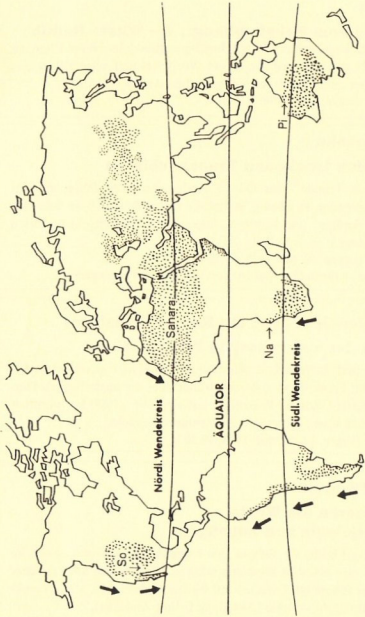 So
Nördl. Wendekreis
Sahara
ÄQUATOR
Na →
Südl. Wendekreis
Pi →